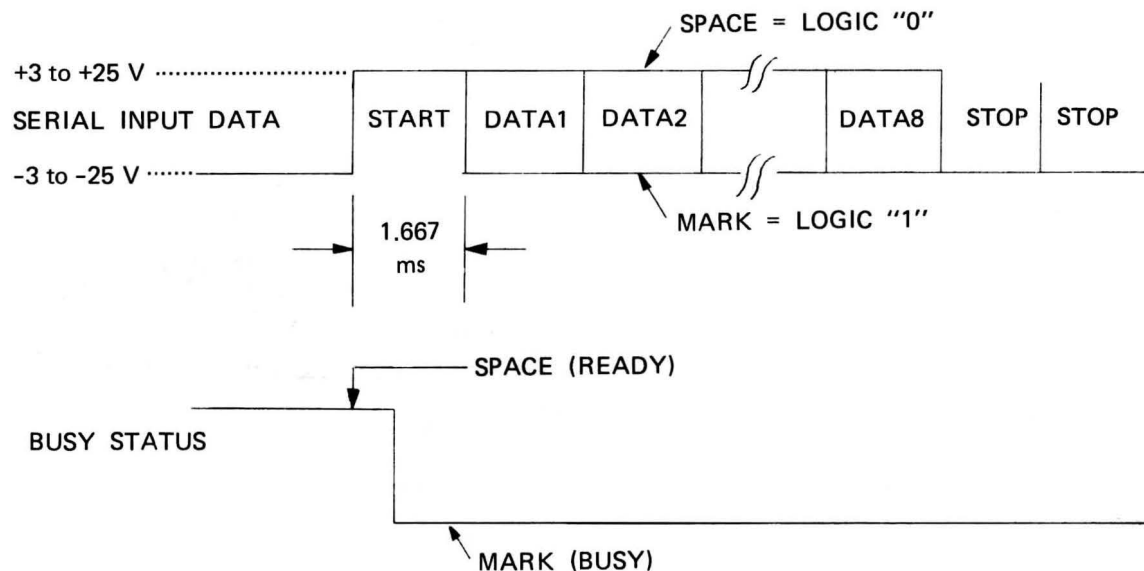 SPACE = LOGIC “0”
+3 to +25 V
SERIAL INPUT DATA
START
DATA1
DATA2
DATA8
STOP
STOP
-3 to -25 V
MARK = LOGIC “1”
1.667
ms
SPACE (READY)
BUSY STATUS
MARK (BUSY)